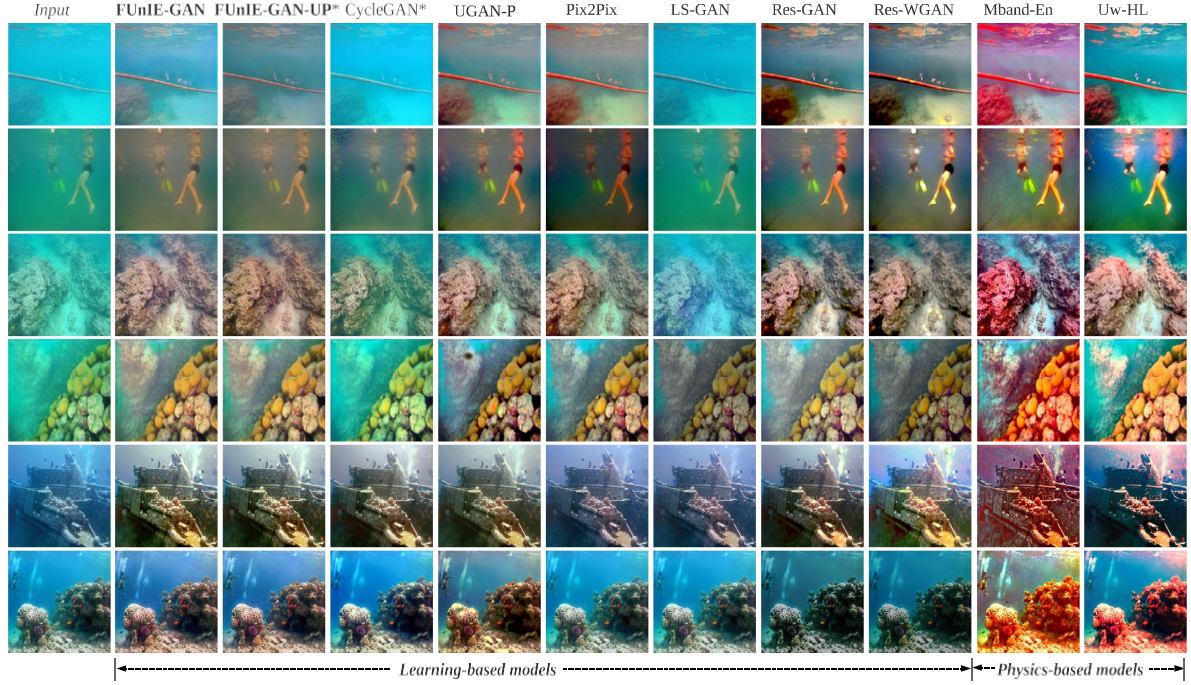 Input FUnIE-GAN FUnIE-GAN-UP* CycleGAN* UGAN-P Pix2Pix LS-GAN Res-GAN Res-WGAN Mband-En Uw-HL
Learning-based models Physics-based models